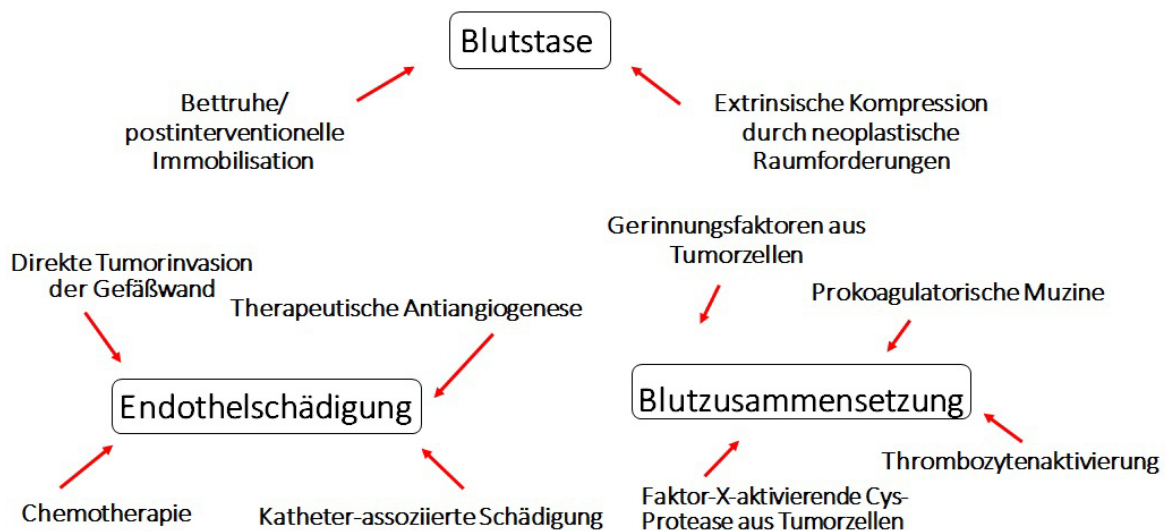 Blutstase
Bettruhe/
postinterventionelle
Immobilisation
Extrinsische Kompression
durch neoplastische
Raumforderungen
Direkte Tumorinvasion
der Gefäßwand
Therapeutische Antiangiogenese
Endothelschädigung
Chemotherapie
Katheter-assoziierte Schädigung
Gerinnungsfaktoren aus
Tumorzellen
Prokoagulatorische Muzine
Blutzusammensetzung
Thrombozytenaktivierung
Faktor-X-aktivierende Cys-
Protease aus Tumorzellen